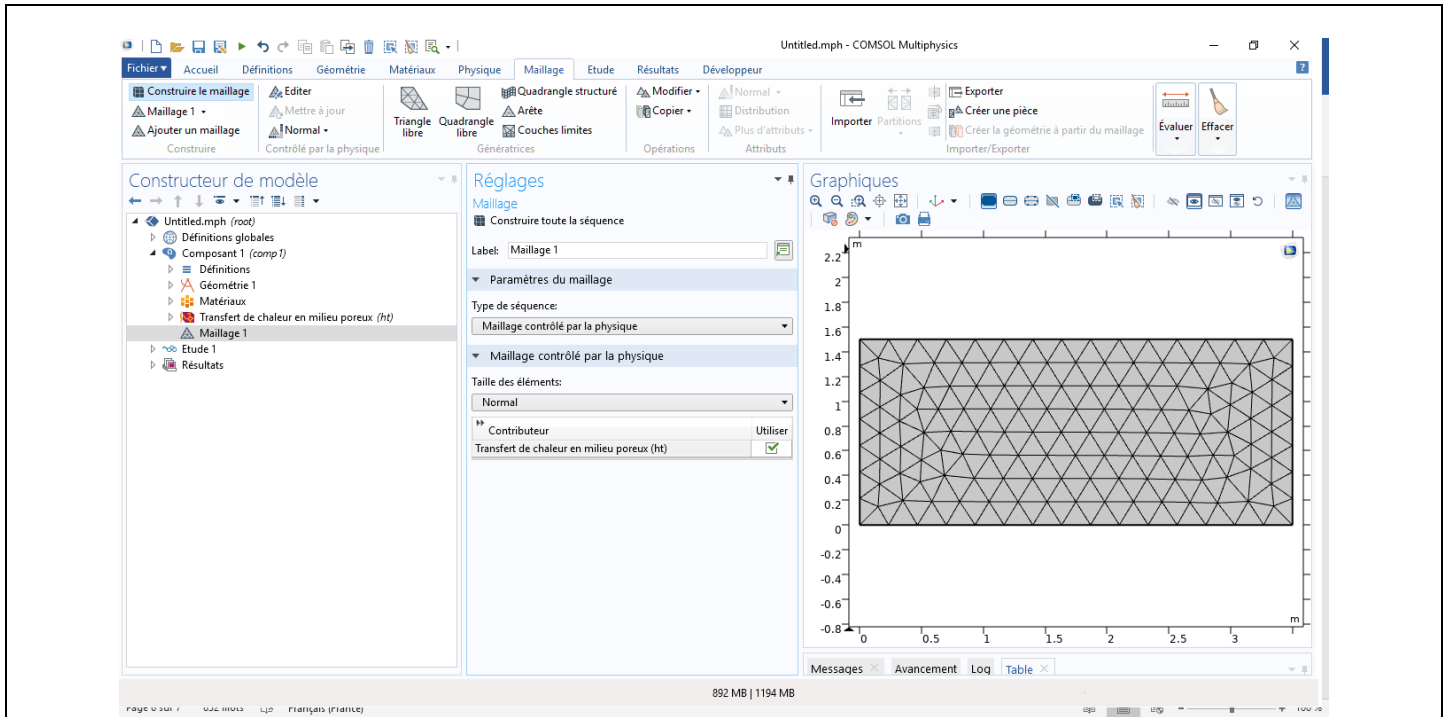 Untitled.mph - COMSOL Multiphysics
Fichier Accueil Définitions Géométrie Matériaux Physique Maillage Etude Résultats Développeur ?
Construire le maillage
Maillage 1
Ajouter un maillage
Construire
Editer
Mettre à jour
Normal
Contrôlé par la physique
Triangle libre
Quadrangle libre
Quadrangle structuré
Arête
Couches limites
Génératrices
Modifier
Copier
Opérations
Normal
Distribution
Plus d'attributs
Attributs
Importer
Partitions
Exporter
Créer une pièce
Créer la géométrie à partir du maillage
Importer/Exporter
Évaluer
Effacer
Constructeur de modèle
Untitled.mph (root)
Définitions globales
Composant 1 (comp1)
Définitions
Géométrie 1
Matériaux
Transfert de chaleur en milieu poreux (ht)
Maillage 1
Etude 1
Résultats
Réglages
Maillage
Construire toute la séquence
Label: Maillage 1
Paramètres du maillage
Type de séquence:
Maillage contrôlé par la physique
Maillage contrôlé par la physique
Taille des éléments:
Normal
Contributeur Utiliser
Transfert de chaleur en milieu poreux (ht)
Graphiques
m
2.2
2
1.8
1.6
1.4
1.2
1
0.8
0.6
0.4
0.2
0
-0.2
-0.4
-0.6
-0.8
m
0 0.5 1 1.5 2 2.5 3
Messages Avancement Log Table
892 MB | 1194 MB
Français (France)